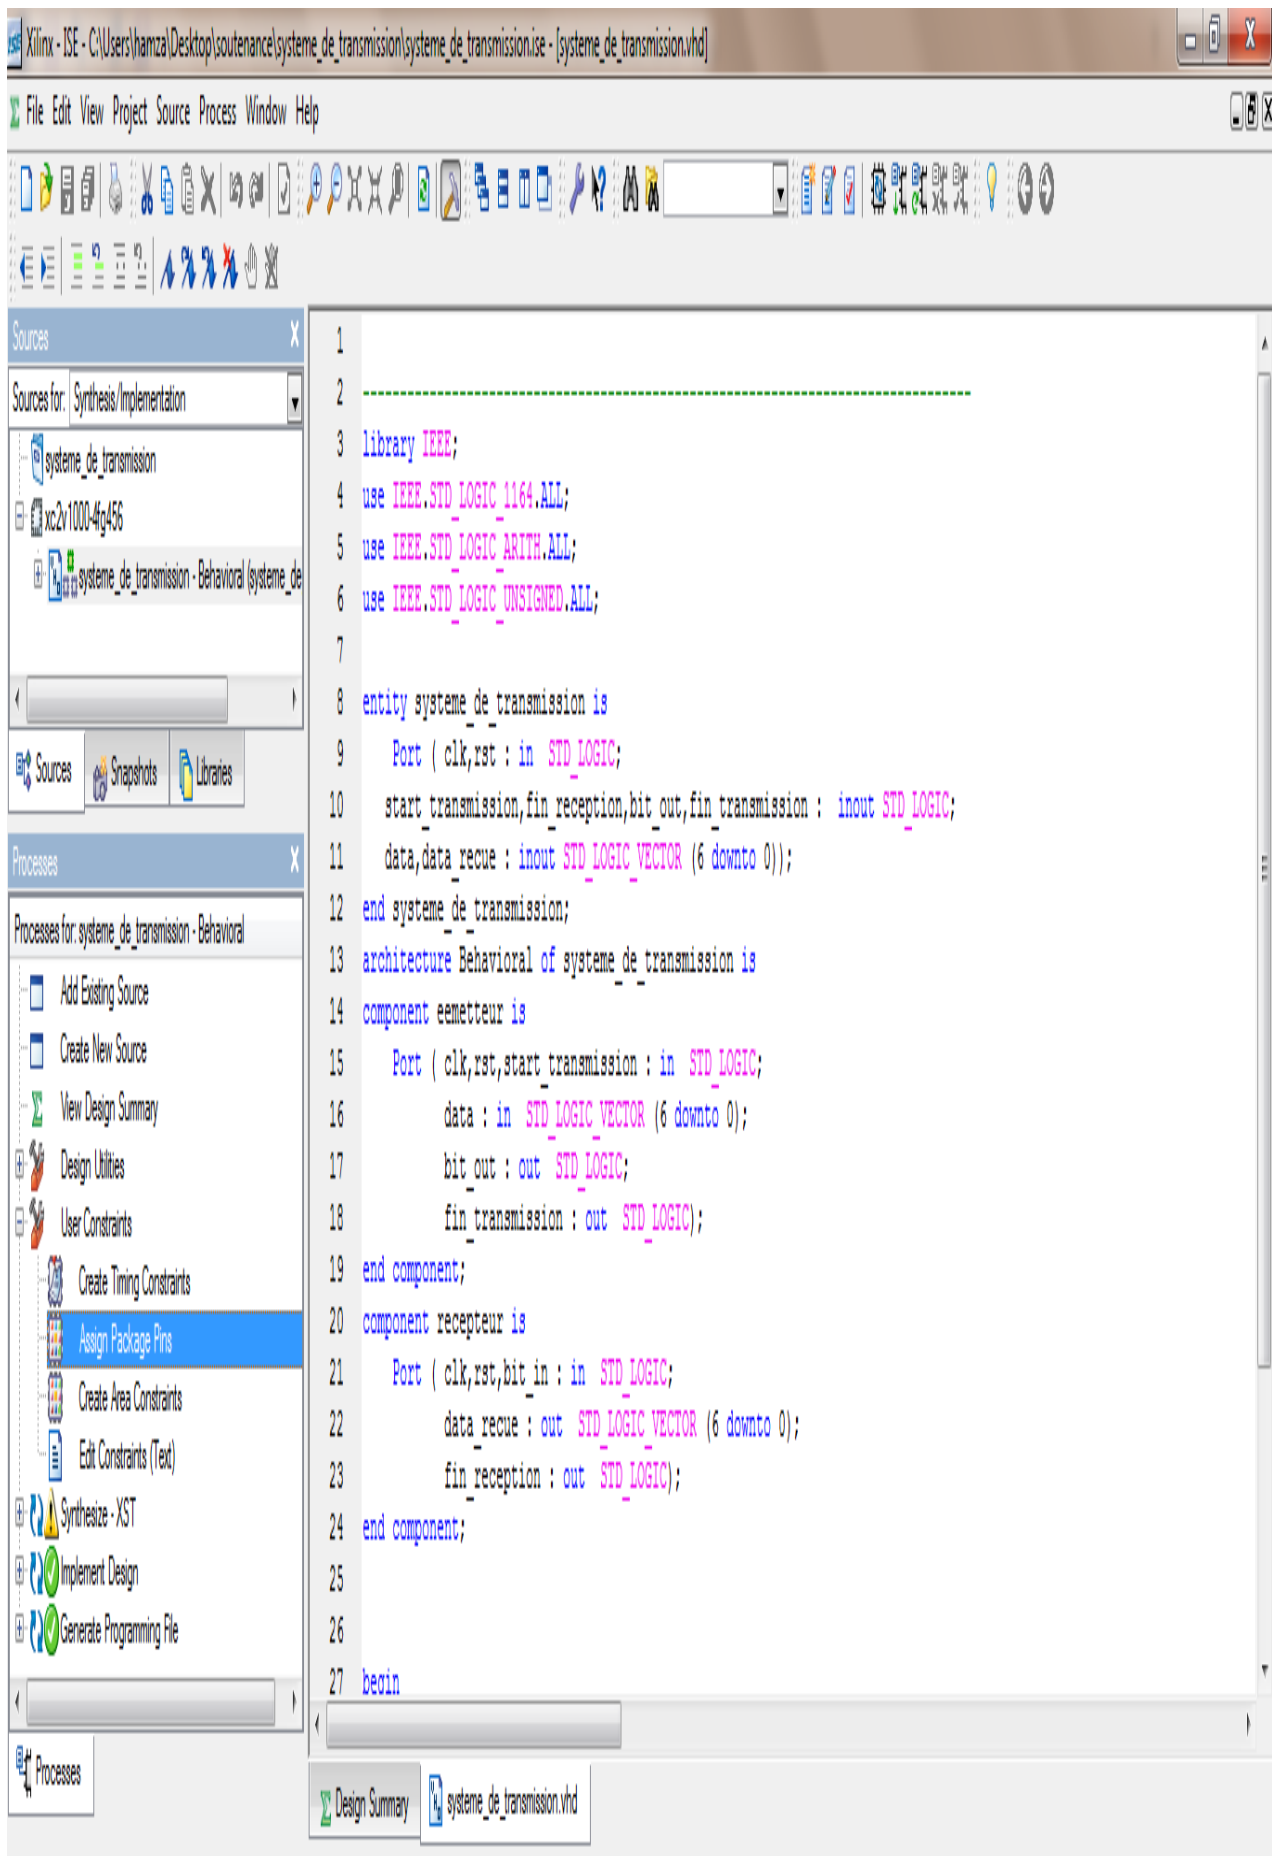 Xilinx - ISE - C:\Users\hamza\Desktop\soutenance\systeme_de_transmission\systeme_de_transmission.ise - [systeme_de_transmission.vhd]
File Edit View Project Source Process Window Help
Sources
Sources for: Synthesis/Implementation
systeme_de_transmission
xc2v1000-4fg456
systeme_de_transmission - Behavioral (systeme_de
Sources Snapshots Libraries
Processes
Processes for: systeme_de_transmission - Behavioral
Add Existing Source
Create New Source
View Design Summary
Design Utilities
User Constraints
Create Timing Constraints
Assign Package Pins
Create Area Constraints
Edit Constraints (Text)
Synthesize - XST
Implement Design
Generate Programming File
Processes
1
2 --------------------------------------------------------------------------------
3 library IEEE;
4 use IEEE.STD_LOGIC_1164.ALL;
5 use IEEE.STD_LOGIC_ARITH.ALL;
6 use IEEE.STD_LOGIC_UNSIGNED.ALL;
7
8 entity systeme_de_transmission is
9 Port ( clk,rst : in STD_LOGIC;
10 start_transmission,fin_reception,bit_out,fin_transmission : inout STD_LOGIC;
11 data,data_recue : inout STD_LOGIC_VECTOR (6 downto 0));
12 end systeme_de_transmission;
13 architecture Behavioral of systeme_de_transmission is
14 component eemetteur is
15 Port ( clk,rst,start_transmission : in STD_LOGIC;
16 data : in STD_LOGIC_VECTOR (6 downto 0);
17 bit_out : out STD_LOGIC;
18 fin_transmission : out STD_LOGIC);
19 end component;
20 component recepteur is
21 Port ( clk,rst,bit_in : in STD_LOGIC;
22 data_recue : out STD_LOGIC_VECTOR (6 downto 0);
23 fin_reception : out STD_LOGIC);
24 end component;
25
26
27 begin
Design Summary systeme_de_transmission.vhd